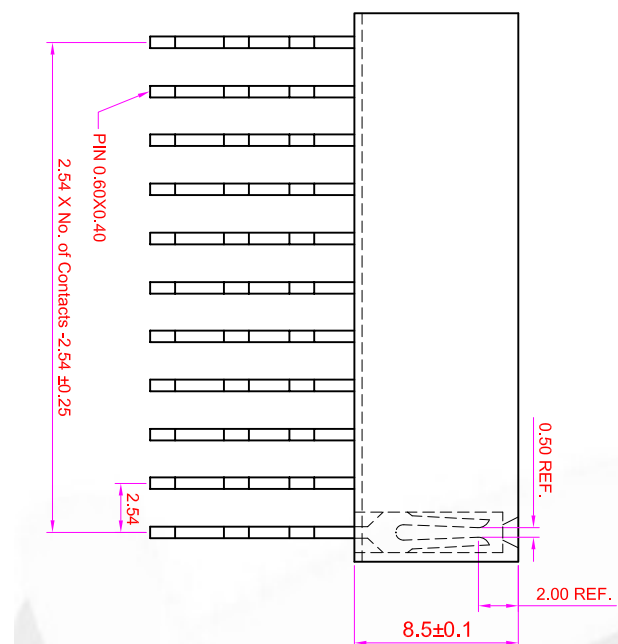 PIN 0.60X0.40
2.54 X No. of Contacts -2.54 ±0.25
2.54
0.50 REF.
2.00 REF.
8.5±0.1